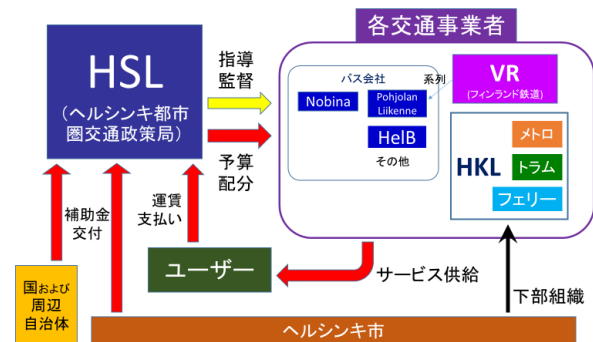 各交通事業者
HSL
(ヘルシンキ都市
圏交通政策局)
指導
監督
予算
配分
バス会社
系列
Nobina
Pohjolan
Liikenne
HelB
その他
VR
(フィンランド鉄道)
HKL
メトロ
トラム
フェリー
補助金
交付
運賃
支払い
ユーザー
サービス供給
下部組織
国および
周辺
自治体
ヘルシンキ市